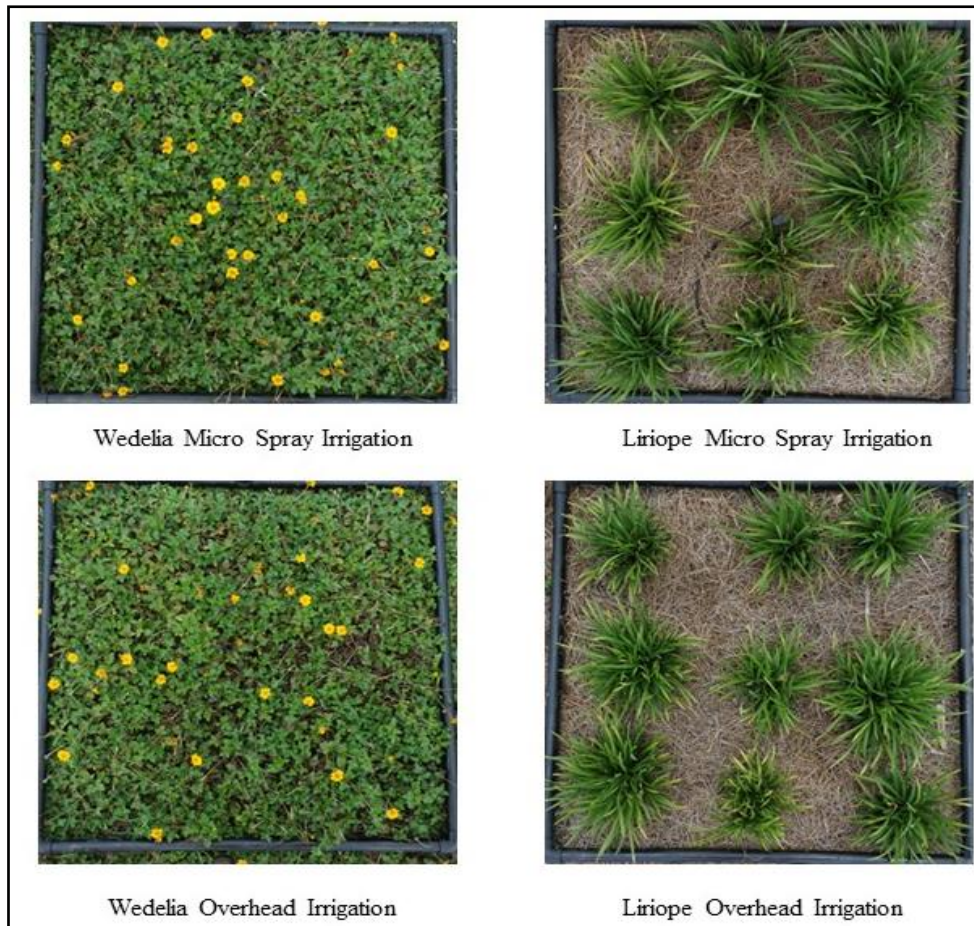 Wedelia Micro Spray Irrigation
Liriope Micro Spray Irrigation
Wedelia Overhead Irrigation
Liriope Overhead Irrigation